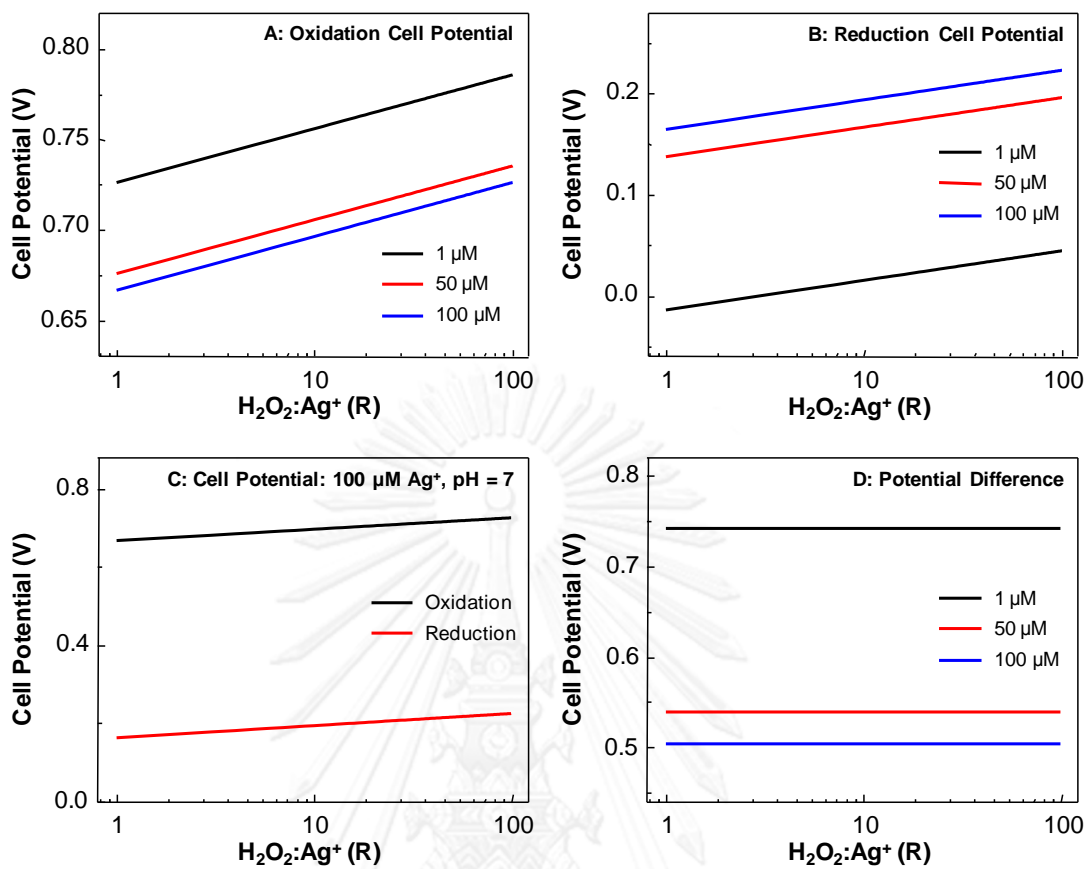 A: Oxidation Cell Potential
Cell Potential (V)
0.80
0.75
0.70
0.65
1 µM
50 µM
100 µM
1 10 100
H₂O₂:Ag⁺ (R)
B: Reduction Cell Potential
Cell Potential (V)
0.2
0.1
0.0
1 µM
50 µM
100 µM
1 10 100
H₂O₂:Ag⁺ (R)
C: Cell Potential: 100 µM Ag⁺, pH = 7
Cell Potential (V)
0.8
0.4
0.0
Oxidation
Reduction
1 10 100
H₂O₂:Ag⁺ (R)
D: Potential Difference
Cell Potential (V)
0.8
0.7
0.6
0.5
1 µM
50 µM
100 µM
1 10 100
H₂O₂:Ag⁺ (R)